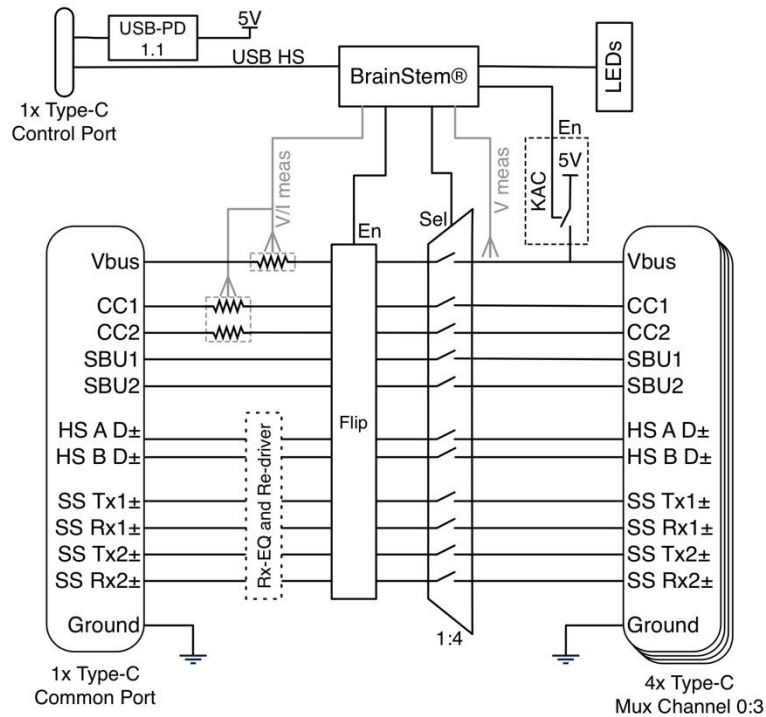 USB-PD
1.1
5V
USB HS
BrainStem®
LEDs
1x Type-C
Control Port
En
5V
KAC
V/I meas
V meas
En
Sel
Vbus
CC1
CC2
SBU1
SBU2
HS A D±
HS B D±
SS Tx1±
SS Rx1±
SS Tx2±
SS Rx2±
Ground
Rx-EQ and Re-driver
Flip
1:4
Vbus
CC1
CC2
SBU1
SBU2
HS A D±
HS B D±
SS Tx1±
SS Rx1±
SS Tx2±
SS Rx2±
Ground
1x Type-C
Common Port
4x Type-C
Mux Channel 0:3